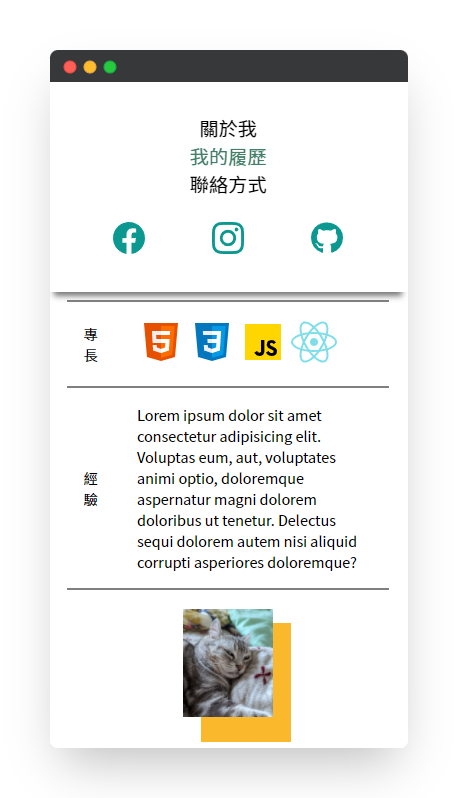 關於我
我的履歷
聯絡方式
專
長
5
3
JS
Lorem ipsum dolor sit amet
consectetur adipisicing elit.
Voluptas eum, aut, voluptates
animi optio, doloremque
aspernatur magni dolorem
doloribus ut tenetur. Delectus
sequi dolorem autem nisi aliquid
corrupti asperiores doloremque?
經
驗